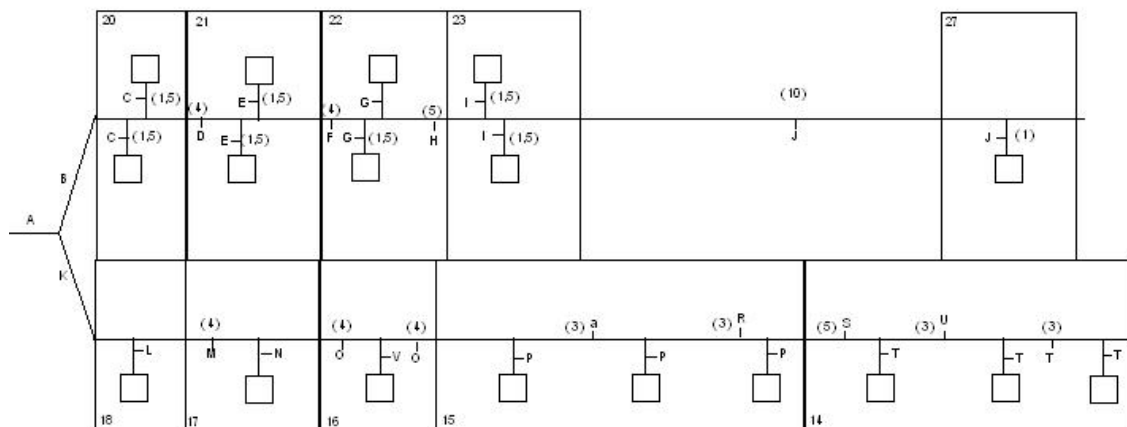 20 21 22 23 27
C (1,5) E (1,5) G I (1,5) (10)
(4) (4) (5)
D F H J
C (1,5) E (1,5) G (1,5) I (1,5) J (1)
B
A
K
(4) (4) (4) (3) a (3) R (5) S (3) U (3)
L M N O V O P P P T T T T
18 17 16 15 14